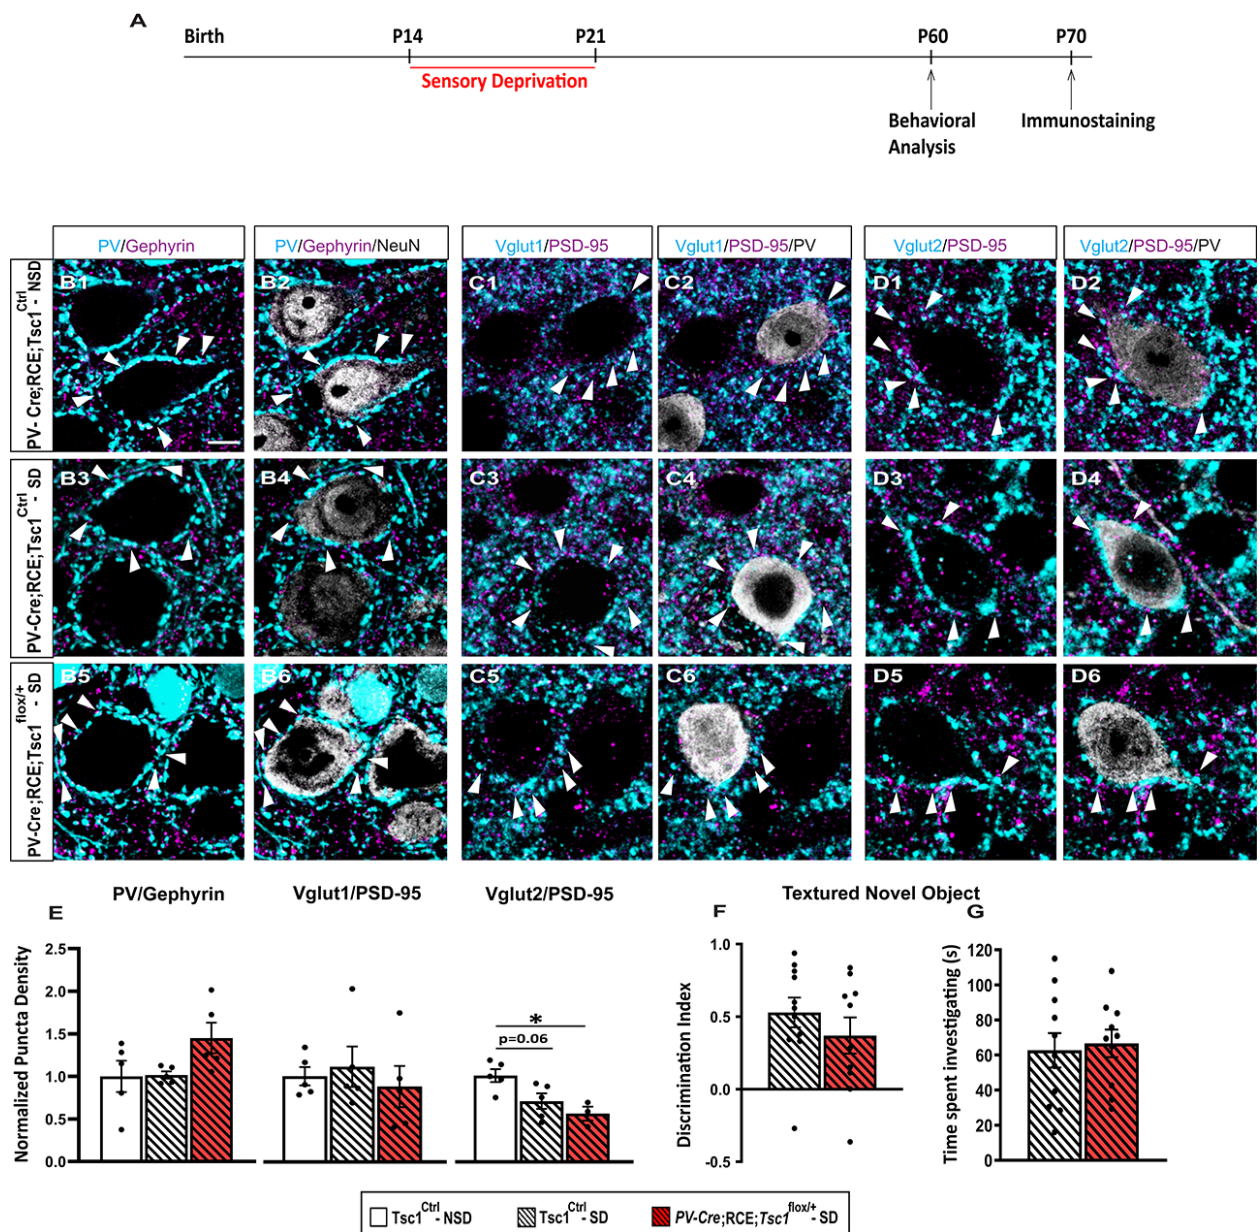 A
Birth
P14
P21
P60
P70
Sensory Deprivation
Behavioral
Analysis
Immunostaining
PV/Gephyrin
PV/Gephyrin/NeuN
Vglut1/PSD-95
Vglut1/PSD-95/PV
Vglut2/PSD-95
Vglut2/PSD-95/PV
PV-Cre;RCE;Tsc1Ctrl - NSD
B1
B2
C1
C2
D1
D2
PV-Cre;RCE;Tsc1Ctrl - SD
B3
B4
C3
C4
D3
D4
PV-Cre;RCE;Tsc1flox/+ - SD
B5
B6
C5
C6
D5
D6
E
PV/Gephyrin
Vglut1/PSD-95
Vglut2/PSD-95
Normalized Puncta Density
2.5
2.0
1.5
1.0
0.5
0.0
*
p=0.06
Textured Novel Object
F
Discrimination Index
1.0
0.5
0.0
-0.5
G
Time spent investigating (s)
120
100
80
60
40
20
0
Tsc1Ctrl - NSD
Tsc1Ctrl - SD
PV-Cre;RCE;Tsc1flox/+ - SD